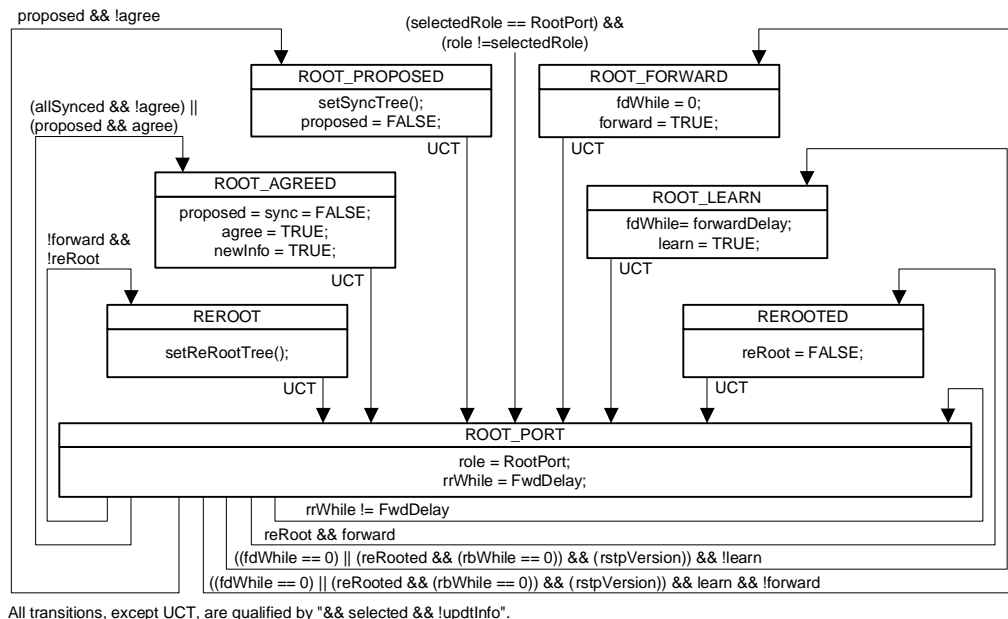 proposed && !agree
(selectedRole == RootPort) &&
(role !=selectedRole)
ROOT_PROPOSED
setSyncTree();
proposed = FALSE;
UCT
ROOT_FORWARD
fdWhile = 0;
forward = TRUE;
UCT
(allSynced && !agree) ||
(proposed && agree)
ROOT_AGREED
proposed = sync = FALSE;
agree = TRUE;
newInfo = TRUE;
UCT
ROOT_LEARN
fdWhile= forwardDelay;
learn = TRUE;
UCT
!forward &&
!reRoot
REROOT
setReRootTree();
UCT
REROOTED
reRoot = FALSE;
UCT
ROOT_PORT
role = RootPort;
rrWhile = FwdDelay;
rrWhile != FwdDelay
reRoot && forward
((fdWhile == 0) || (reRooted && (rbWhile == 0)) && (rstpVersion)) && !learn
((fdWhile == 0) || (reRooted && (rbWhile == 0)) && (rstpVersion)) && learn && !forward
All transitions, except UCT, are qualified by "&& selected && !updtInfo".